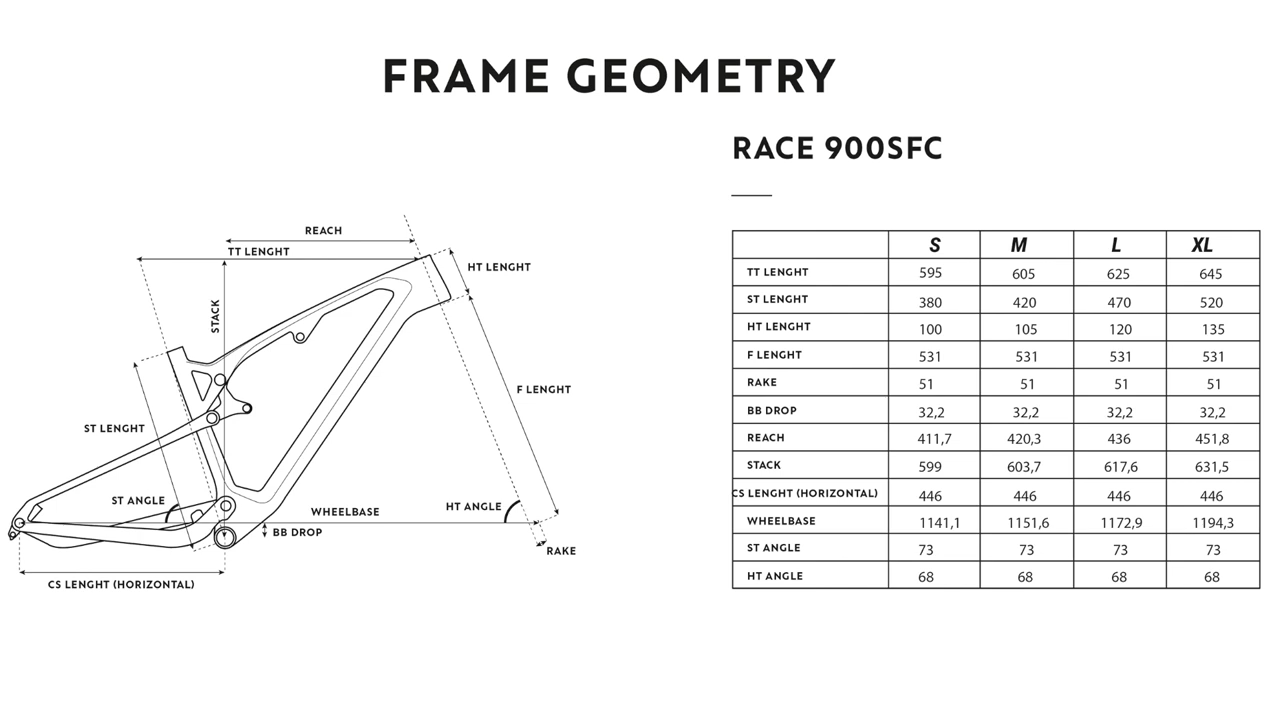 FRAME GEOMETRY
RACE 900SFC
REACH
TT LENGHT
HT LENGHT
STACK
F LENGHT
ST LENGHT
ST ANGLE
WHEELBASE
HT ANGLE
BB DROP
RAKE
CS LENGHT (HORIZONTAL)
S M L XL
TT LENGHT 595 605 625 645
ST LENGHT 380 420 470 520
HT LENGHT 100 105 120 135
F LENGHT 531 531 531 531
RAKE 51 51 51 51
BB DROP 32,2 32,2 32,2 32,2
REACH 411,7 420,3 436 451,8
STACK 599 603,7 617,6 631,5
CS LENGHT (HORIZONTAL) 446 446 446 446
WHEELBASE 1141,1 1151,6 1172,9 1194,3
ST ANGLE 73 73 73 73
HT ANGLE 68 68 68 68